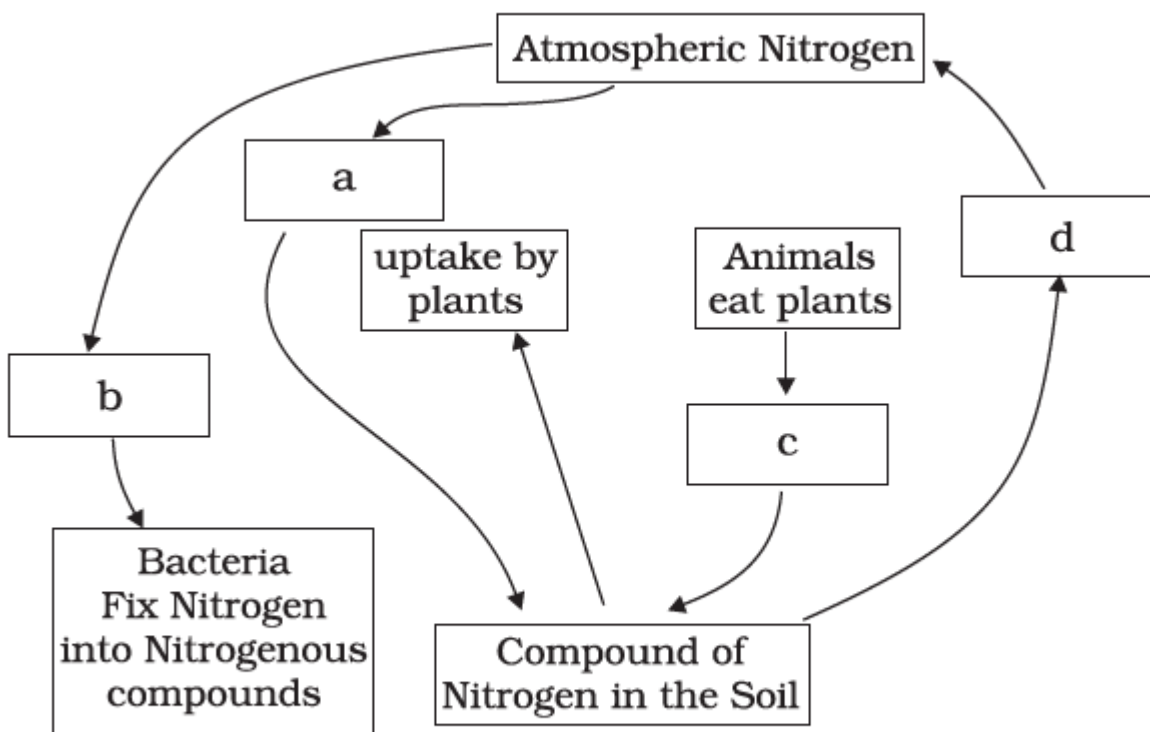 Atmospheric Nitrogen
a
uptake by
plants
Animals
eat plants
d
b
c
Bacteria
Fix Nitrogen
into Nitrogenous
compounds
Compound of
Nitrogen in the Soil